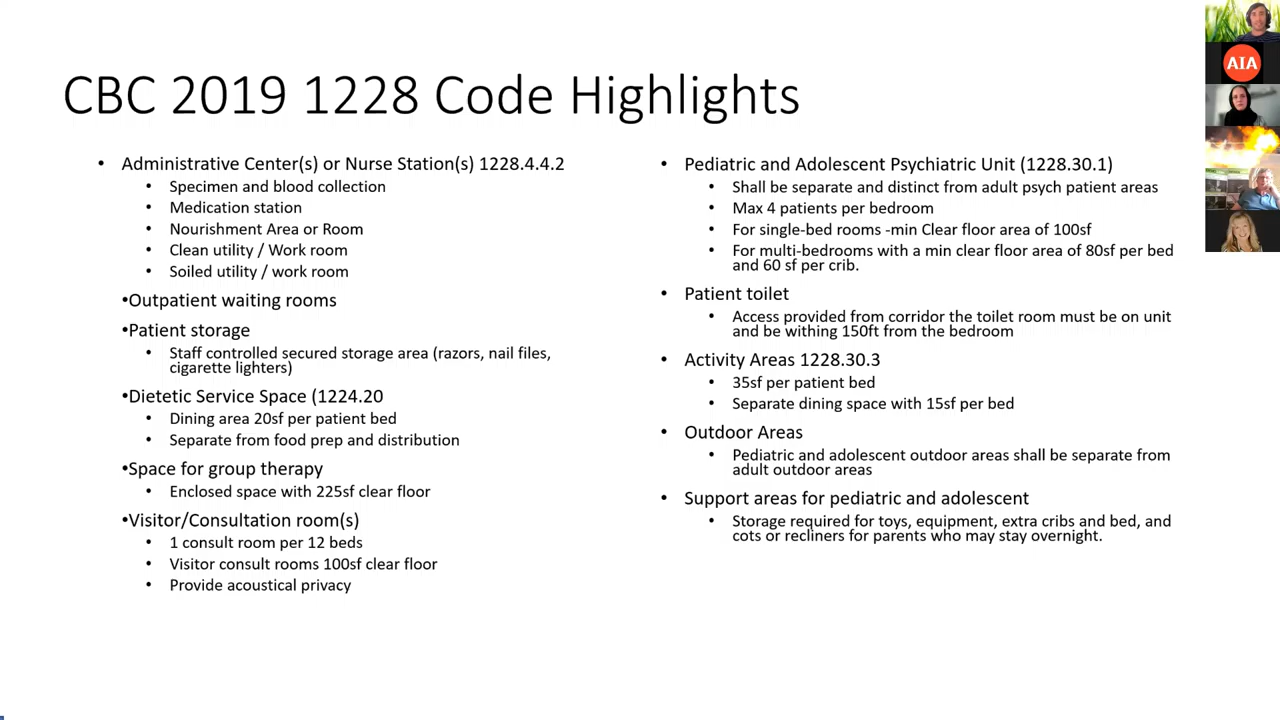 CBC 2019 1228 Code Highlights
• Administrative Center(s) or Nurse Station(s) 1228.4.4.2
• Specimen and blood collection
• Medication station
• Nourishment Area or Room
• Clean utility / Work room
• Soiled utility / work room
•Outpatient waiting rooms
•Patient storage
• Staff controlled secured storage area (razors, nail files,
cigarette lighters)
•Dietetic Service Space (1224.20
• Dining area 20sf per patient bed
• Separate from food prep and distribution
•Space for group therapy
• Enclosed space with 225sf clear floor
•Visitor/Consultation room(s)
• 1 consult room per 12 beds
• Visitor consult rooms 100sf clear floor
• Provide acoustical privacy
• Pediatric and Adolescent Psychiatric Unit (1228.30.1)
• Shall be separate and distinct from adult psych patient areas
• Max 4 patients per bedroom
• For single-bed rooms -min Clear floor area of 100sf
• For multi-bedrooms with a min clear floor area of 80sf per bed
and 60 sf per crib.
• Patient toilet
• Access provided from corridor the toilet room must be on unit
and be withing 150ft from the bedroom
• Activity Areas 1228.30.3
• 35sf per patient bed
• Separate dining space with 15sf per bed
• Outdoor Areas
• Pediatric and adolescent outdoor areas shall be separate from
adult outdoor areas
• Support areas for pediatric and adolescent
• Storage required for toys, equipment, extra cribs and bed, and
cots or recliners for parents who may stay overnight.
AIA